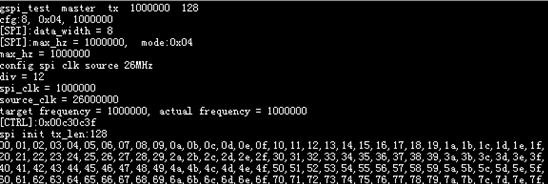 gspi_test master tx 1000000 128
cfg:8, 0x04, 1000000
[SPI]:data_width = 8
[SPI]:max_hz = 1000000, mode:0x04
max_hz = 1000000
config spi clk source 26MHz
div = 12
spi_clk = 1000000
source_clk = 26000000
target frequency = 1000000, actual frequency = 1000000
[CTRL]:0x00c30c3f
spi init tx_len:128
00,01,02,03,04,05,06,07,08,09,0a,0b,0c,0d,0e,0f,10,11,12,13,14,15,16,17,18,19,1a,1b,1c,1d,1e,1f,
20,21,22,23,24,25,26,27,28,29,2a,2b,2c,2d,2e,2f,30,31,32,33,34,35,36,37,38,39,3a,3b,3c,3d,3e,3f,
40,41,42,43,44,45,46,47,48,49,4a,4b,4c,4d,4e,4f,50,51,52,53,54,55,56,57,58,59,5a,5b,5c,5d,5e,5f,
60,61,62,63,64,65,66,67,68,69,6a,6b,6c,6d,6e,6f,70,71,72,73,74,75,76,77,78,79,7a,7b,7c,7d,7e,7f,